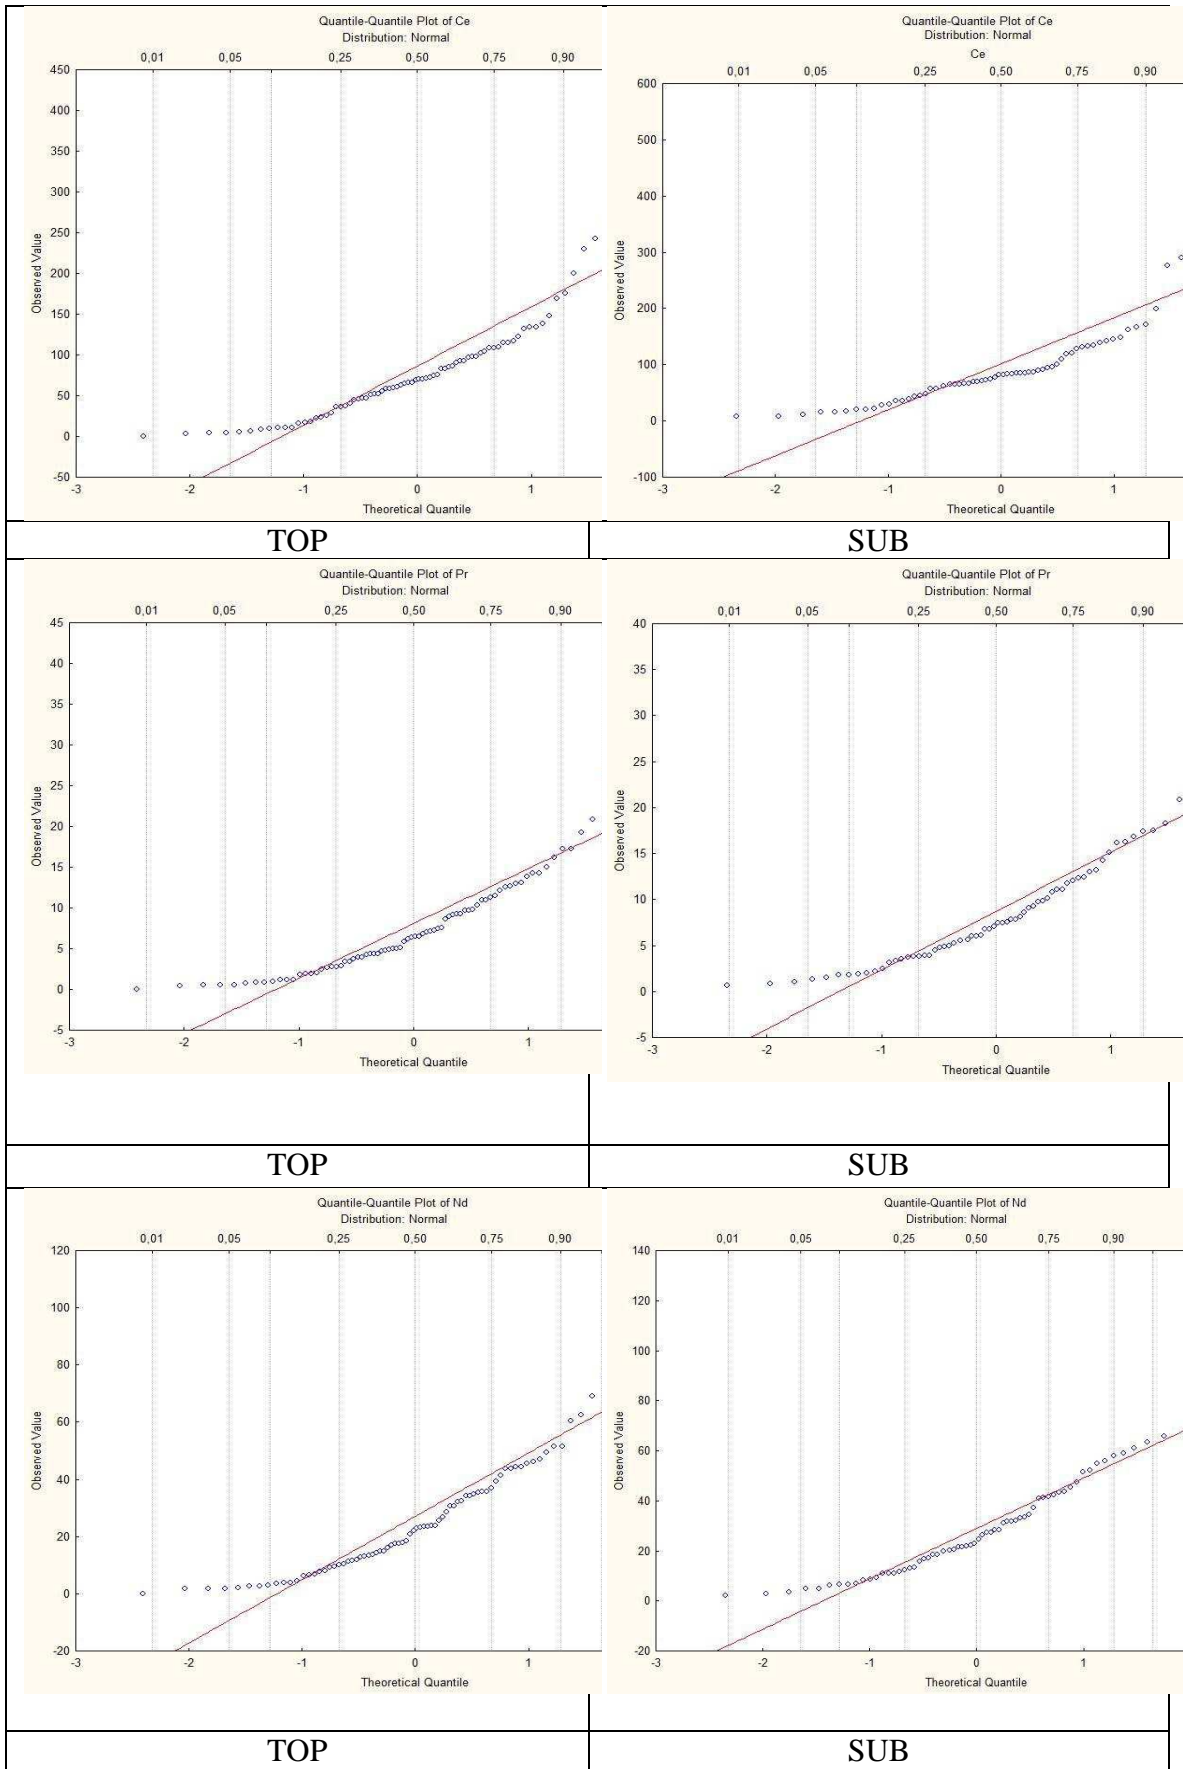 Quantile-Quantile Plot of Ce
Distribution: Normal
0,01 0,05 0,25 0,50 0,75 0,90
450
400
350
300
250
200
150
100
50
0
-50
Observed Value
-3 -2 -1 0 1
Theoretical Quantile
Quantile-Quantile Plot of Ce
Distribution: Normal
Ce
0,01 0,05 0,25 0,50 0,75 0,90
600
500
400
300
200
100
0
-100
Observed Value
-3 -2 -1 0 1
Theoretical Quantile
TOP SUB
Quantile-Quantile Plot of Pr
Distribution: Normal
0,01 0,05 0,25 0,50 0,75 0,90
45
40
35
30
25
20
15
10
5
0
-5
Observed Value
-3 -2 -1 0 1
Theoretical Quantile
Quantile-Quantile Plot of Pr
Distribution: Normal
0,01 0,05 0,25 0,50 0,75 0,90
40
35
30
25
20
15
10
5
0
-5
Observed Value
-3 -2 -1 0 1
Theoretical Quantile
TOP SUB
Quantile-Quantile Plot of Nd
Distribution: Normal
0,01 0,05 0,25 0,50 0,75 0,90
120
100
80
60
40
20
0
-20
Observed Value
-3 -2 -1 0 1
Theoretical Quantile
Quantile-Quantile Plot of Nd
Distribution: Normal
0,01 0,05 0,25 0,50 0,75 0,90
140
120
100
80
60
40
20
0
-20
Observed Value
-3 -2 -1 0 1
Theoretical Quantile
TOP SUB